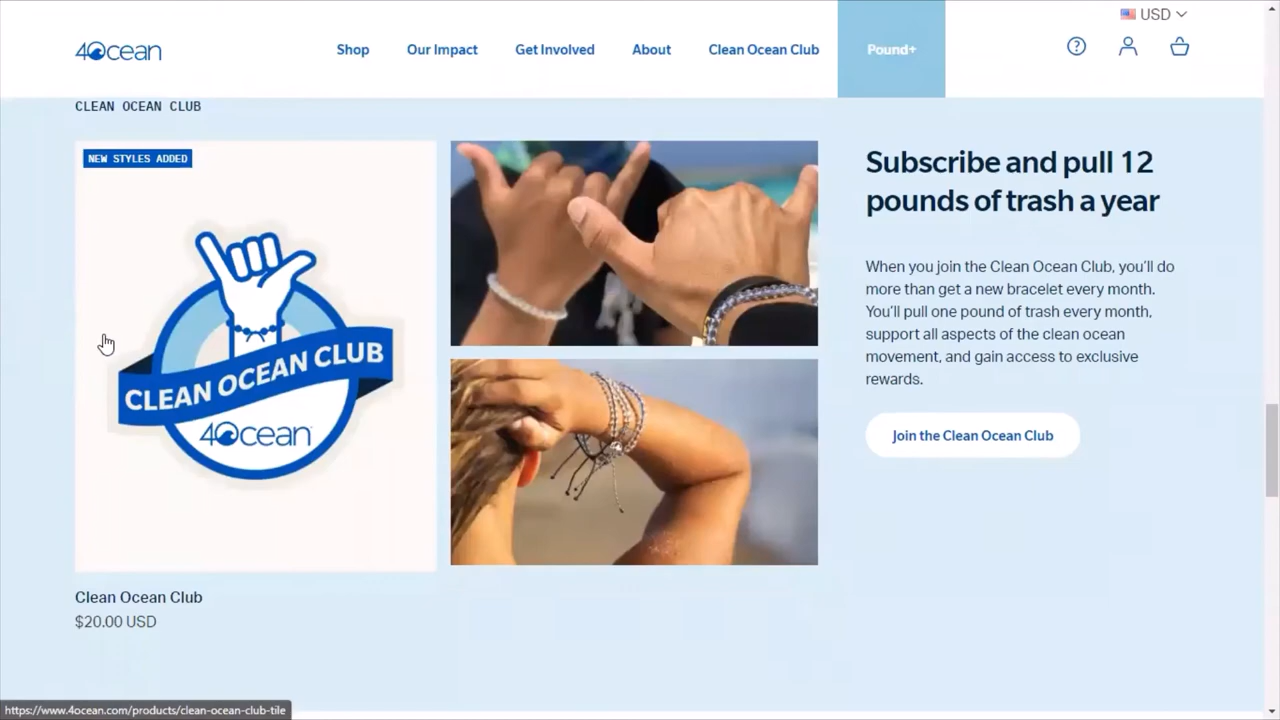 USD
4Ocean
Shop
Our Impact
Get Involved
About
Clean Ocean Club
Pound+
CLEAN OCEAN CLUB
NEW STYLES ADDED
CLEAN OCEAN CLUB
4Ocean
Clean Ocean Club
$20.00 USD
Subscribe and pull 12
pounds of trash a year
When you join the Clean Ocean Club, you'll do
more than get a new bracelet every month.
You'll pull one pound of trash every month,
support all aspects of the clean ocean
movement, and gain access to exclusive
rewards.
Join the Clean Ocean Club
https://www.4ocean.com/products/clean-ocean-club-tile